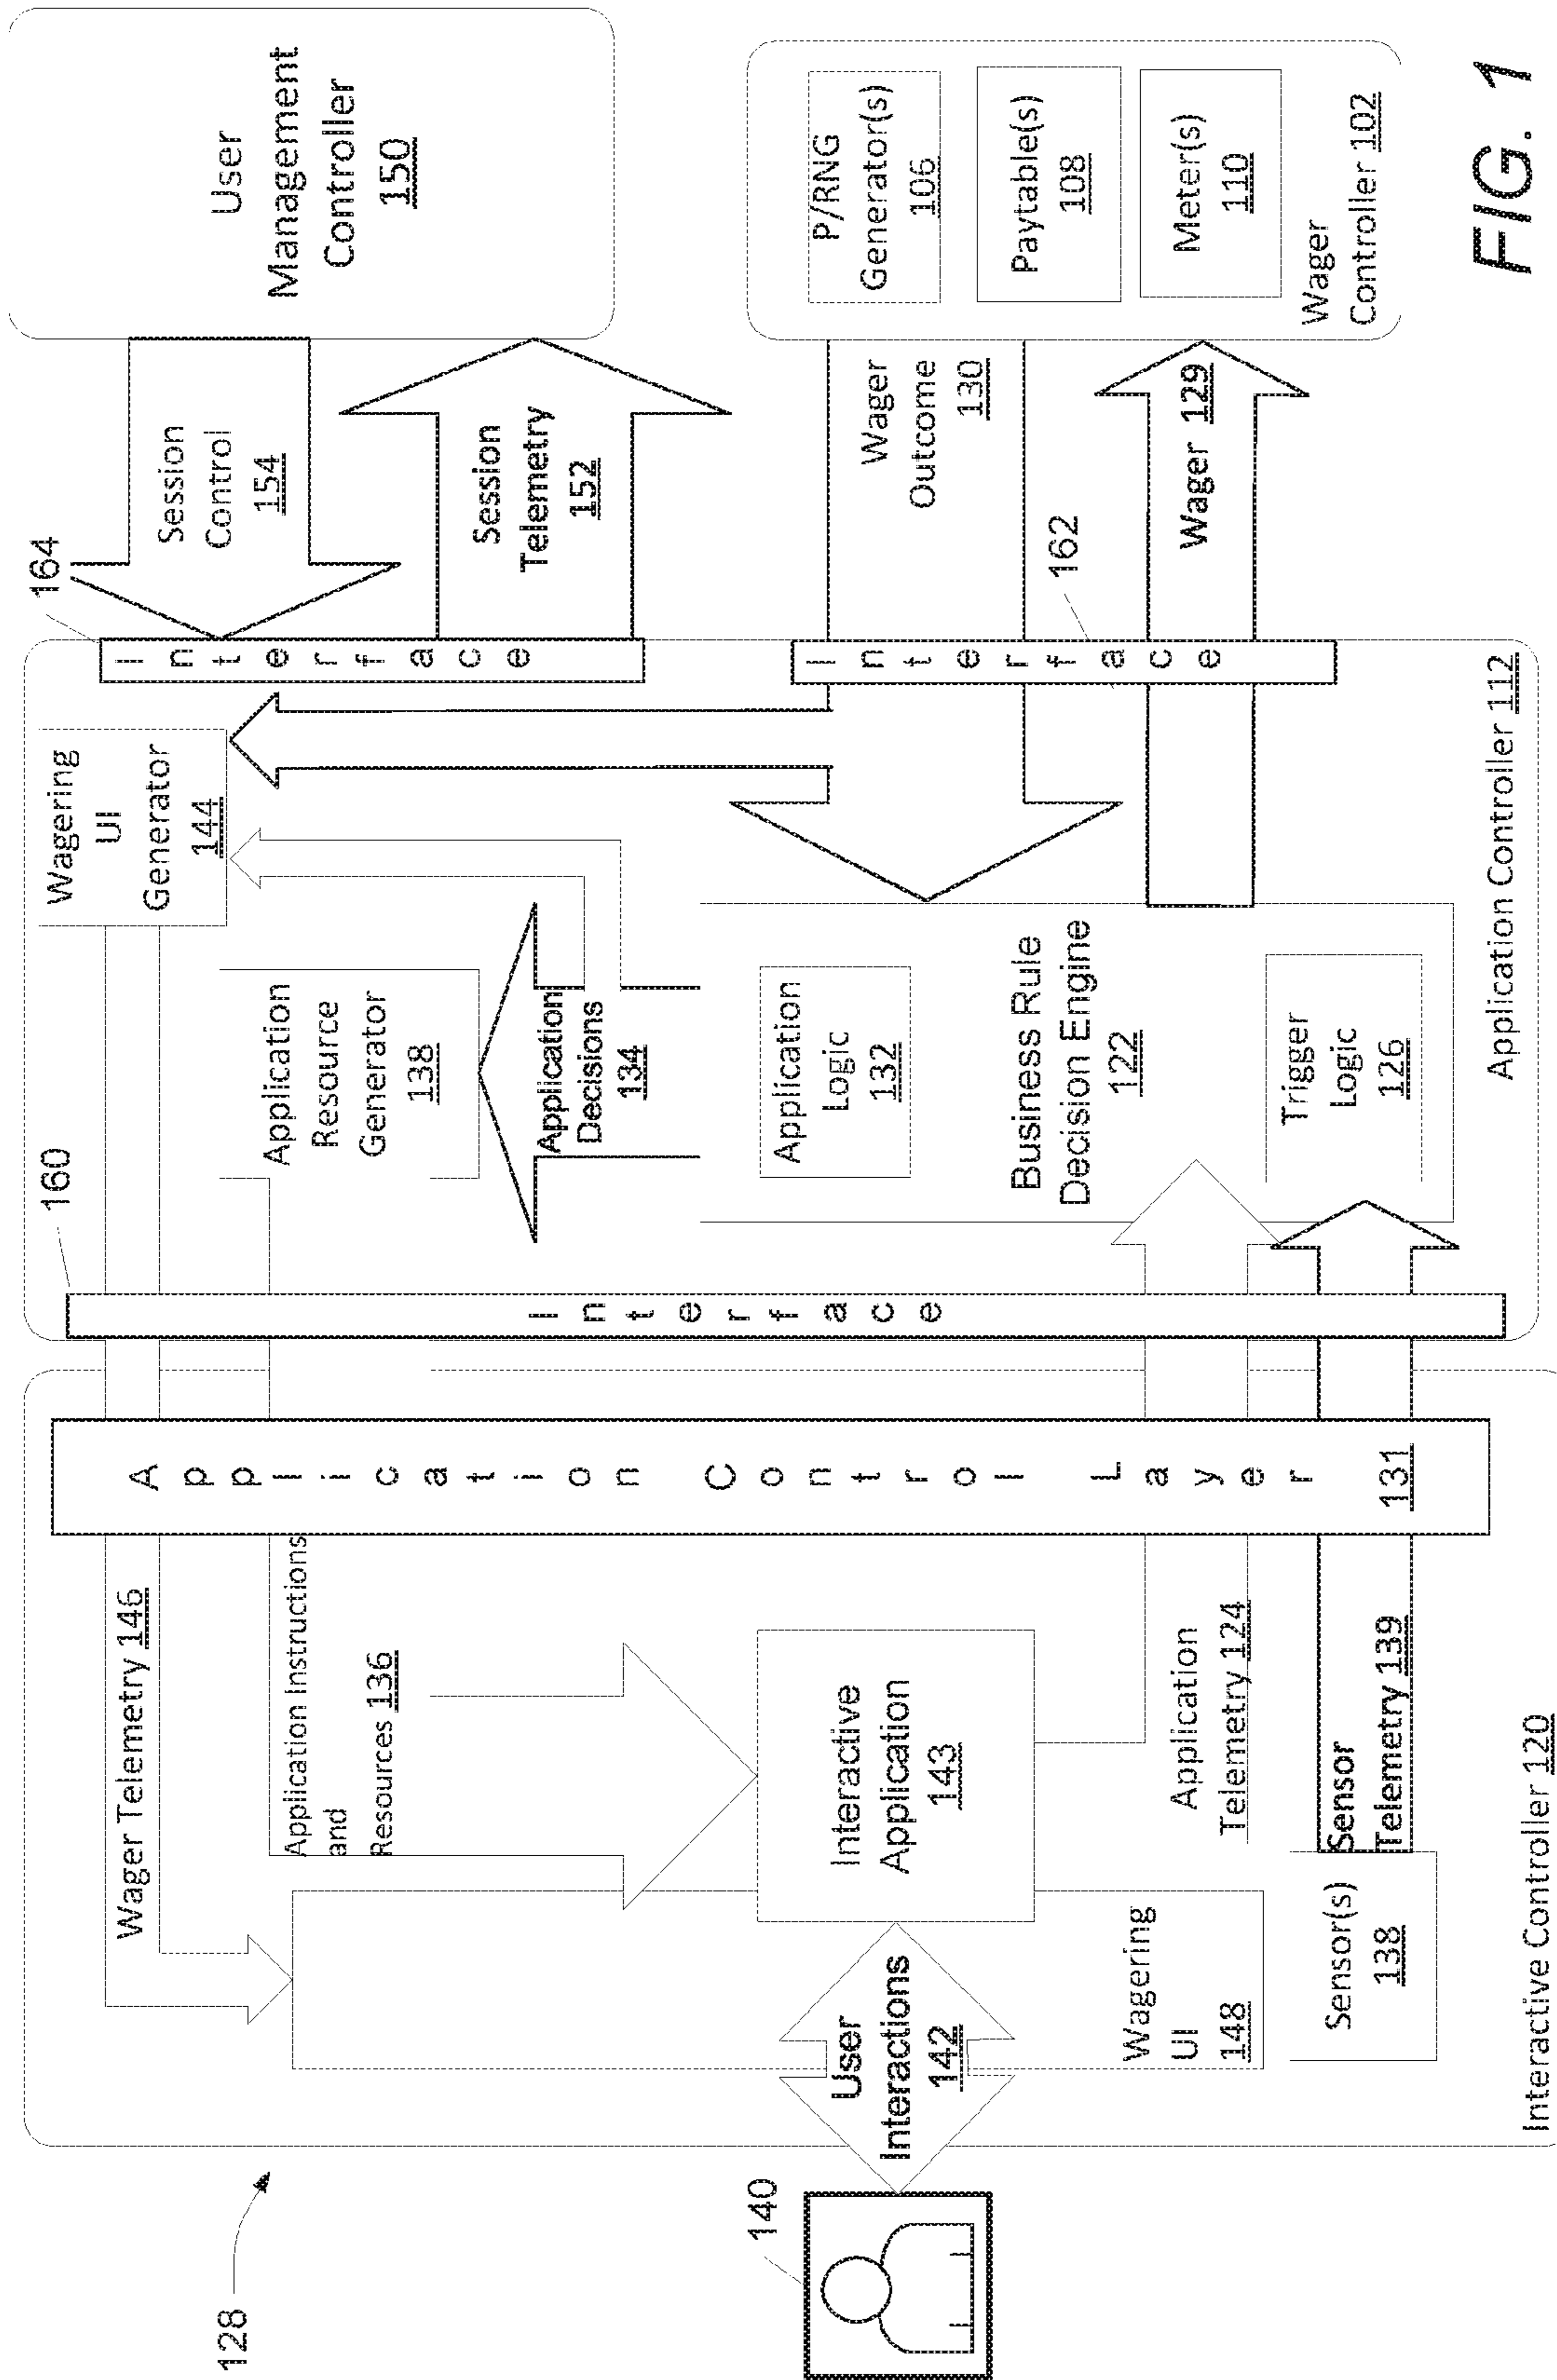 128
140
User
Interactions
142
Wager Telemetry 146
Application Instructions
and
Resources 136
Interactive
Application
143
Wagering
UI
148
Application
Telemetry 124
Sensor(s)
138
Sensor
Telemetry 139
Interactive Controller 120
Application Control Layer
131
160
Interface
Wagering
UI
Generator
144
Application
Resource
Generator
138
Application
Decisions
134
Application
Logic
132
Business Rule
Decision Engine
122
Trigger
Logic
126
Application Controller 112
164
Interface
162
Interface
Session
Control
154
Session
Telemetry
152
Wager
Outcome
130
Wager 129
User
Management
Controller
150
P/RNG
Generator(s)
106
Paytable(s)
108
Meter(s)
110
Wager
Controller 102
FIG. 1